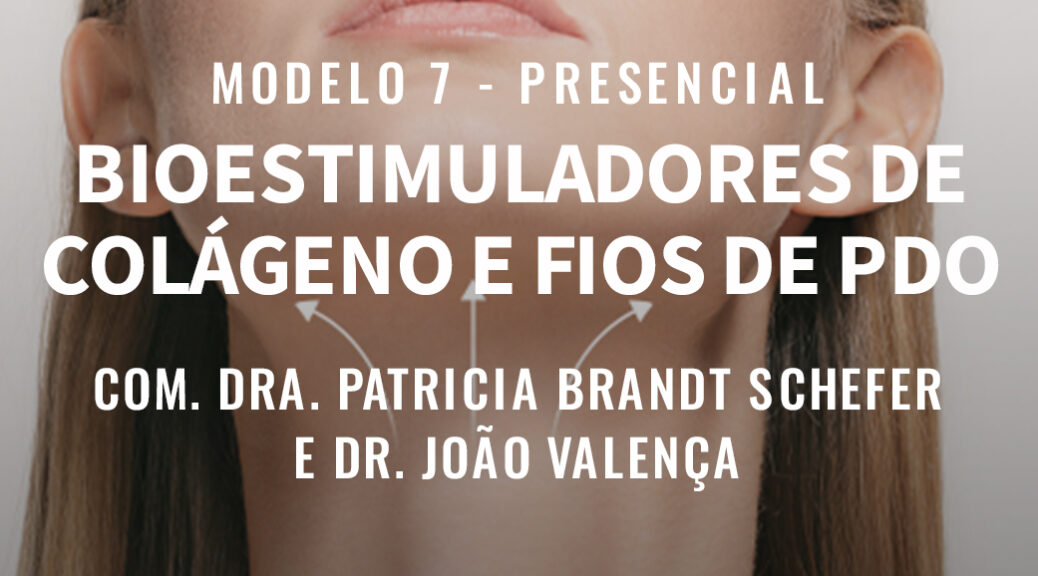 MODELO 7 - PRESENCIAL
BIOESTIMULADORES DE
COLÁGENO E FIOS DE PDO
COM. DRA. PATRICIA BRANDT SCHEFER
E DR. JOÃO VALENÇA